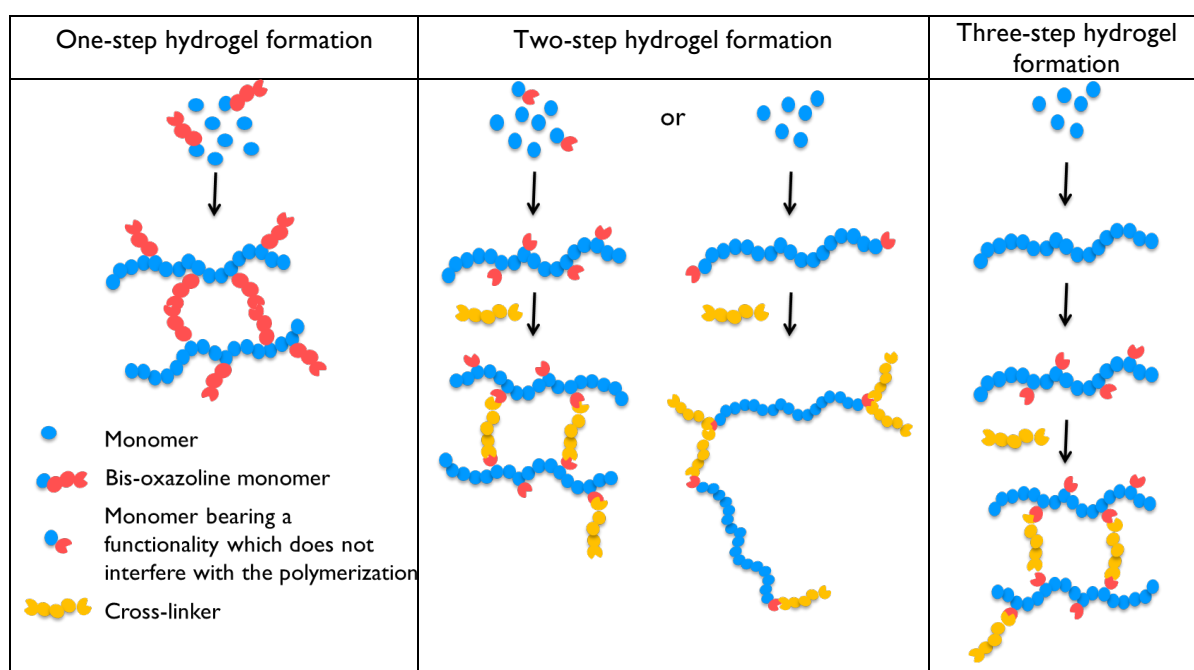 One-step hydrogel formation
Two-step hydrogel formation
Three-step hydrogel
formation
or
Monomer
Bis-oxazoline monomer
Monomer bearing a
functionality which does not
interfere with the polymerization
Cross-linker